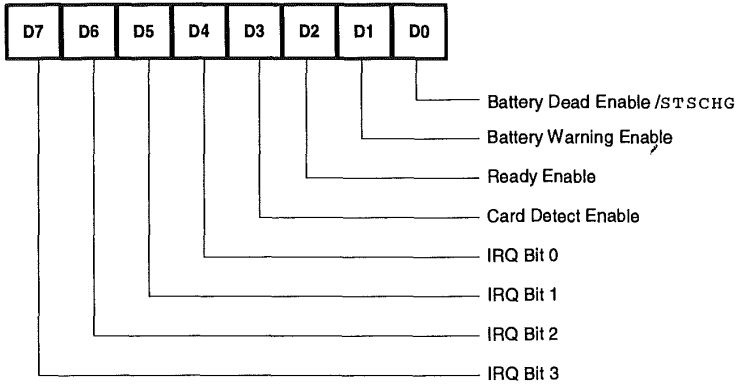 D7 D6 D5 D4 D3 D2 D1 D0
Battery Dead Enable /STSCHG
Battery Warning Enable
Ready Enable
Card Detect Enable
IRQ Bit 0
IRQ Bit 1
IRQ Bit 2
IRQ Bit 3